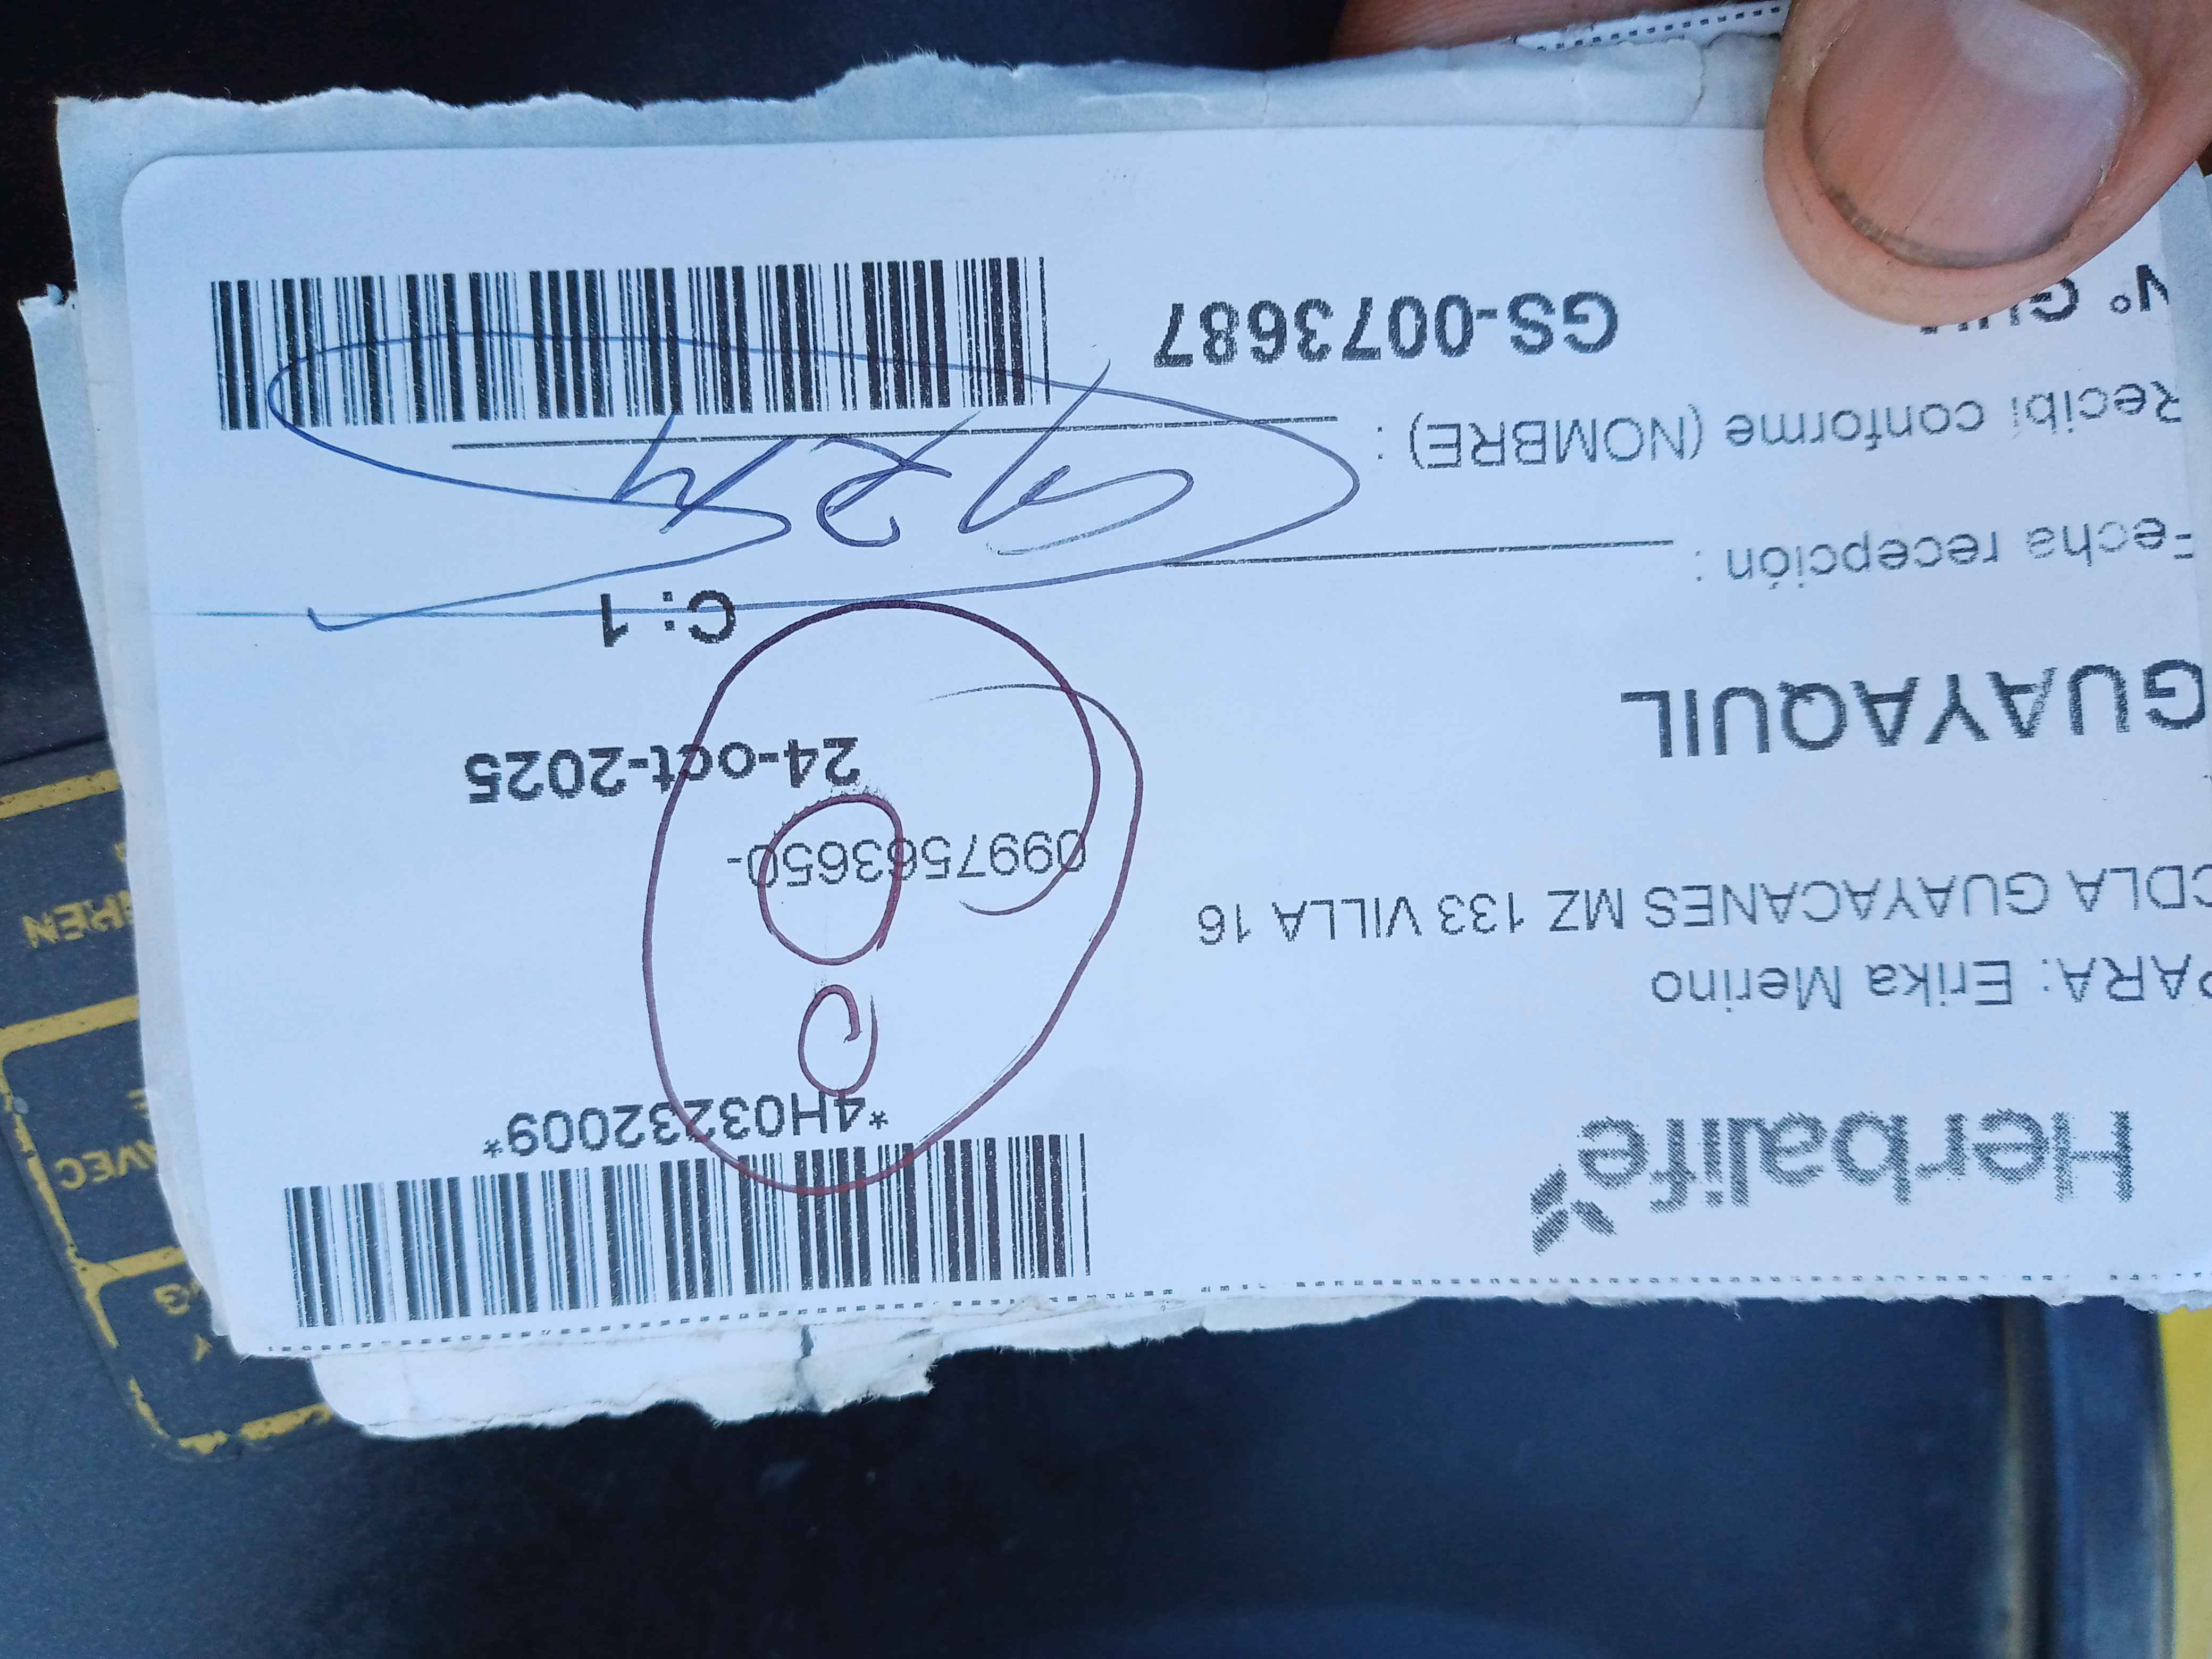 Herbalife
*4H03232009*
PARA: Erika Merino
CDLA GUAYACANES MZ 133 VILLA 16
0997563650-
GUAYAQUIL
24-oct-2025
C: 1
Fecha recepción :
Recibí conforme (NOMBRE) :
N°
GS-0073687
8